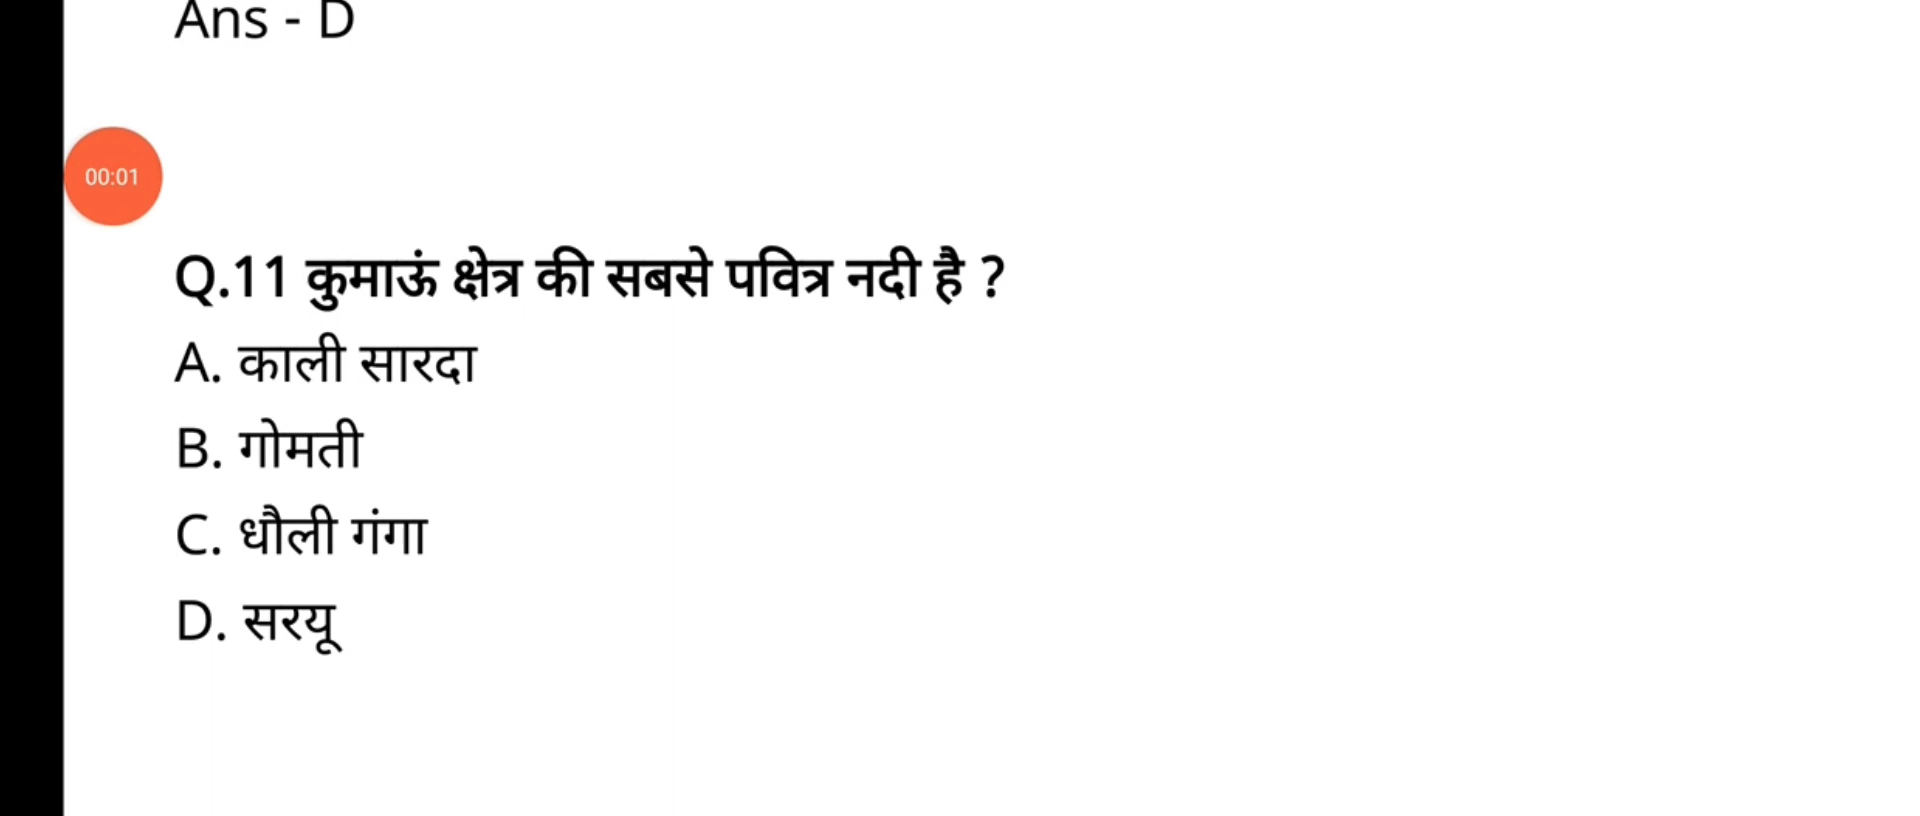 Ans - D
00:01
Q.11 कुमाऊं क्षेत्र की सबसे पवित्र नदी है ?
A. काली सारदा
B. गोमती
C. धौली गंगा
D. सरयू